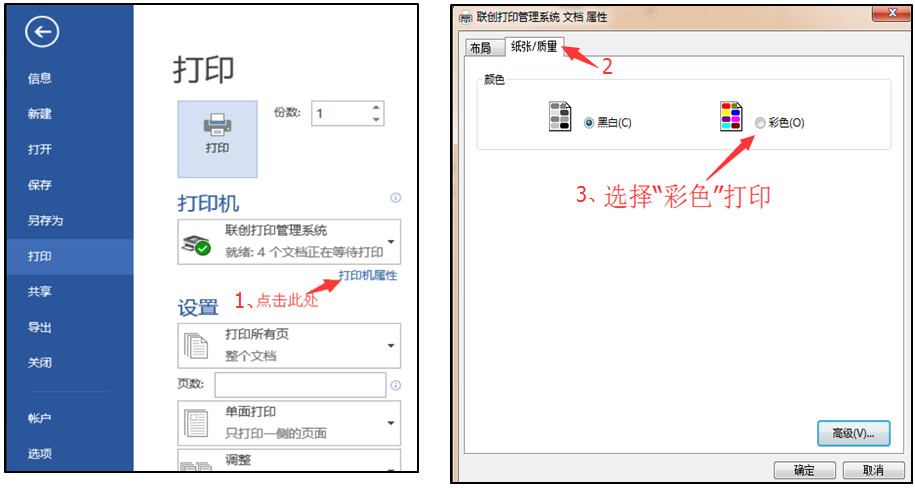 信息
新建
打开
保存
另存为
打印
共享
导出
关闭
帐户
选项
打印
打印
份数: 1
打印机
联创打印管理系统
就绪: 4 个文档正在等待打印
打印机属性
1、点击此处
设置
打印所有页
整个文档
页数:
单面打印
只打印一侧的页面
调整
联创打印管理系统 文档 属性
布局
纸张/质量
2
颜色
黑白(C)
彩色(O)
3、选择“彩色”打印
高级(V)...
确定
取消